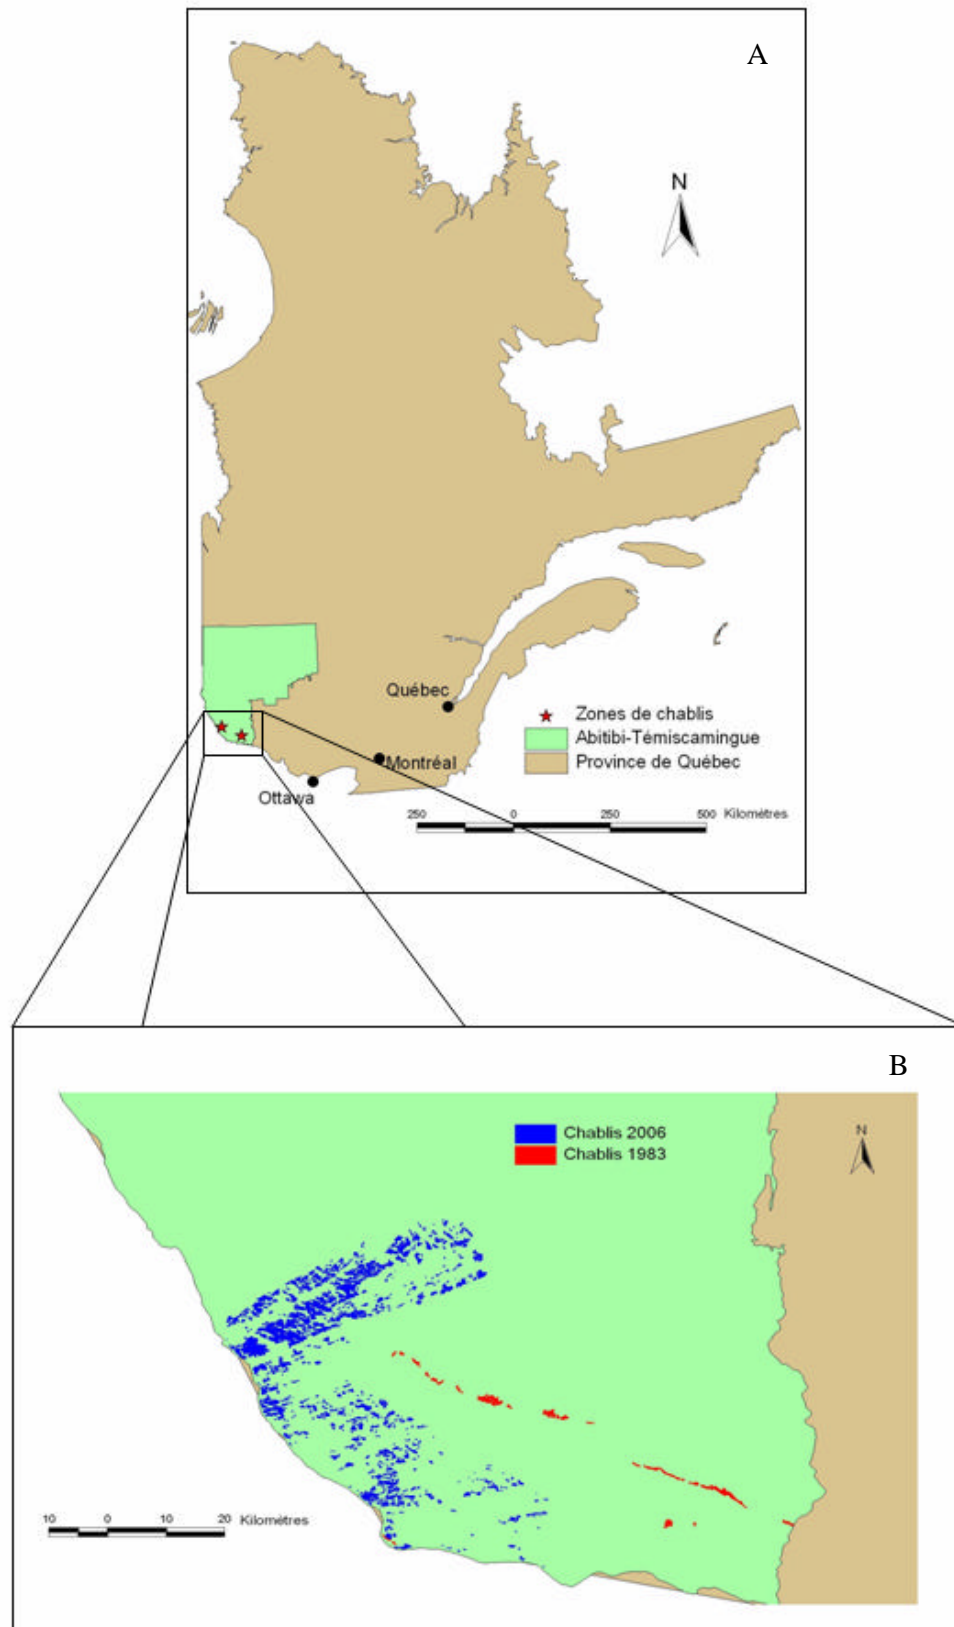 A
N
Québec
Zones de chablis
Abitibi-Témiscamingue
Montréal
Province de Québec
Ottawa
250 0 250 500 Kilomètres
B
Chablis 2006
Chablis 1983
N
10 0 10 20 Kilomètres